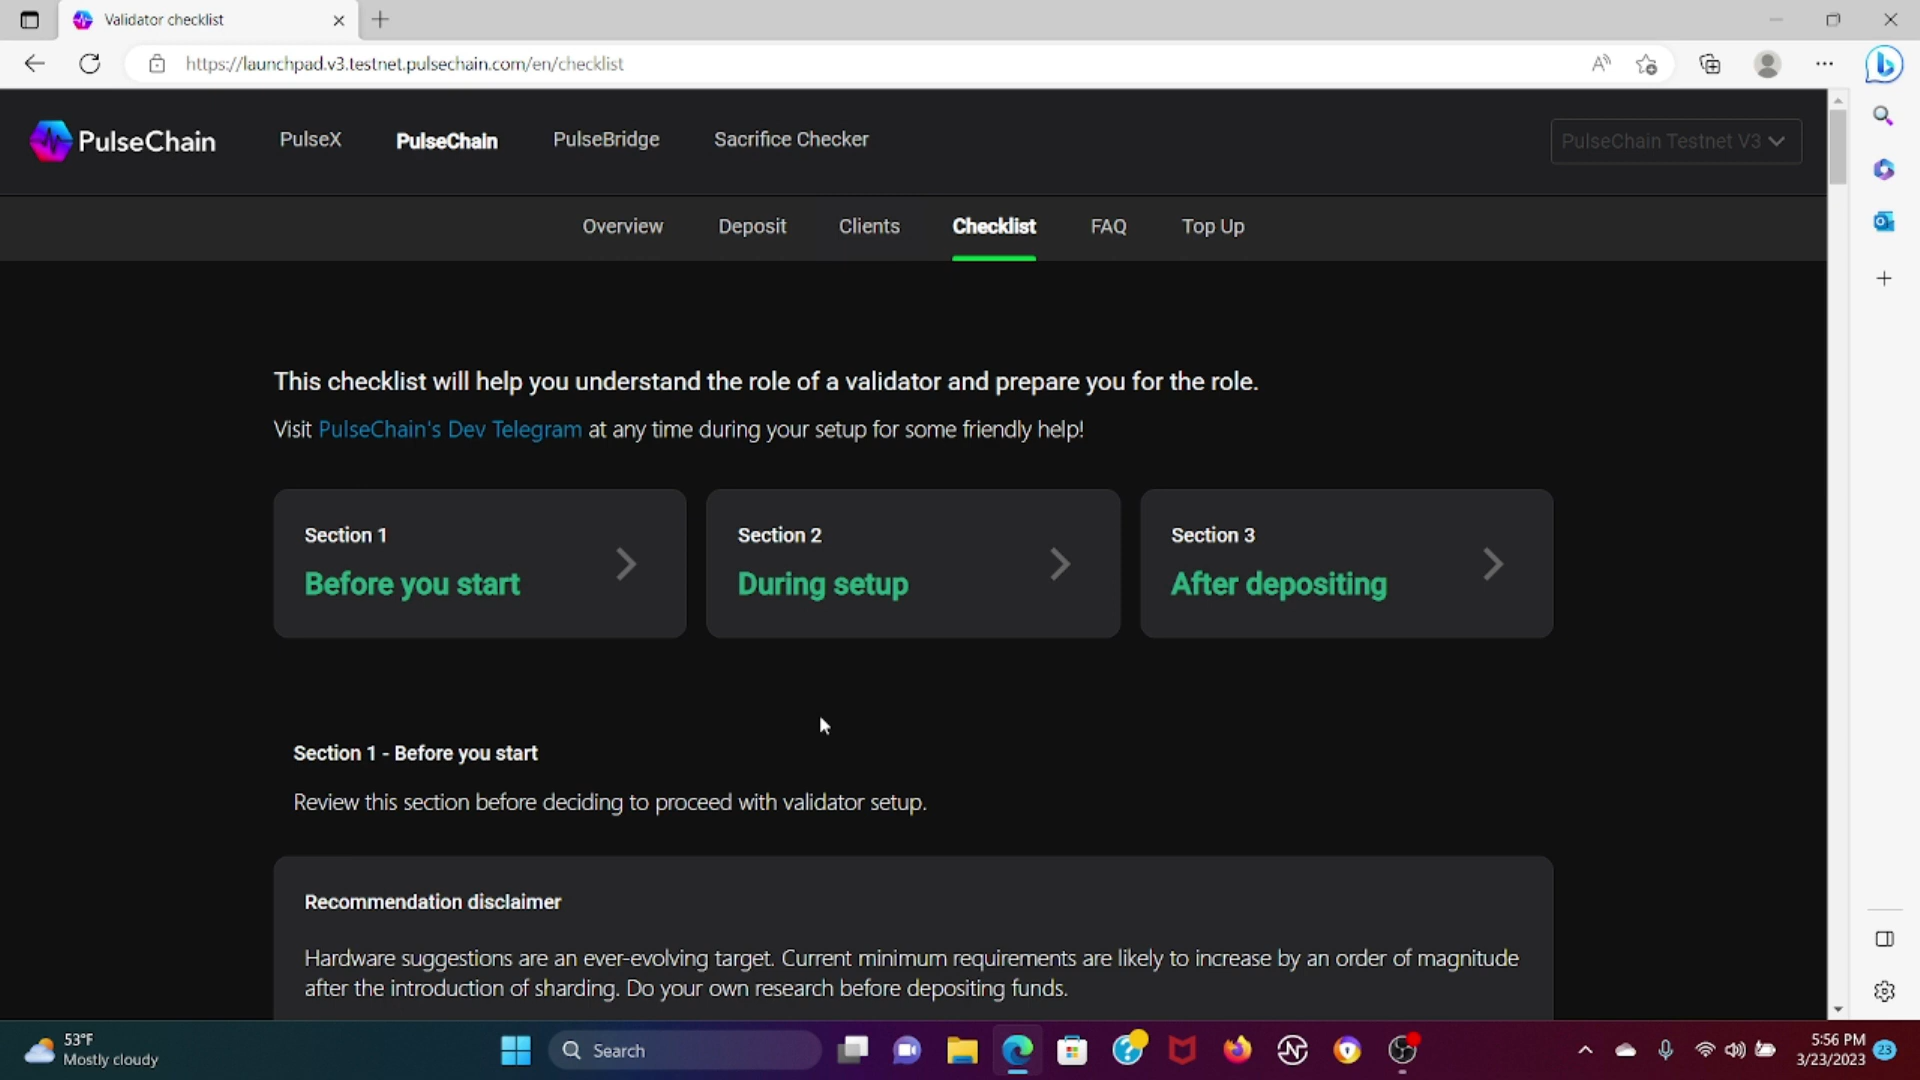 Validator checklist
https://launchpad.v3.testnet.pulsechain.com/en/checklist
PulseChain
PulseX
PulseChain
PulseBridge
Sacrifice Checker
PulseChain Testnet V3
Overview
Deposit
Clients
Checklist
FAQ
Top Up
This checklist will help you understand the role of a validator and prepare you for the role.
Visit PulseChain's Dev Telegram at any time during your setup for some friendly help!
Section 1
Before you start
Section 2
During setup
Section 3
After depositing
Section 1 - Before you start
Review this section before deciding to proceed with validator setup.
Recommendation disclaimer
Hardware suggestions are an ever-evolving target. Current minimum requirements are likely to increase by an order of magnitude
after the introduction of sharding. Do your own research before depositing funds.
53°F
Mostly cloudy
Search
5:56 PM
3/23/2023
23